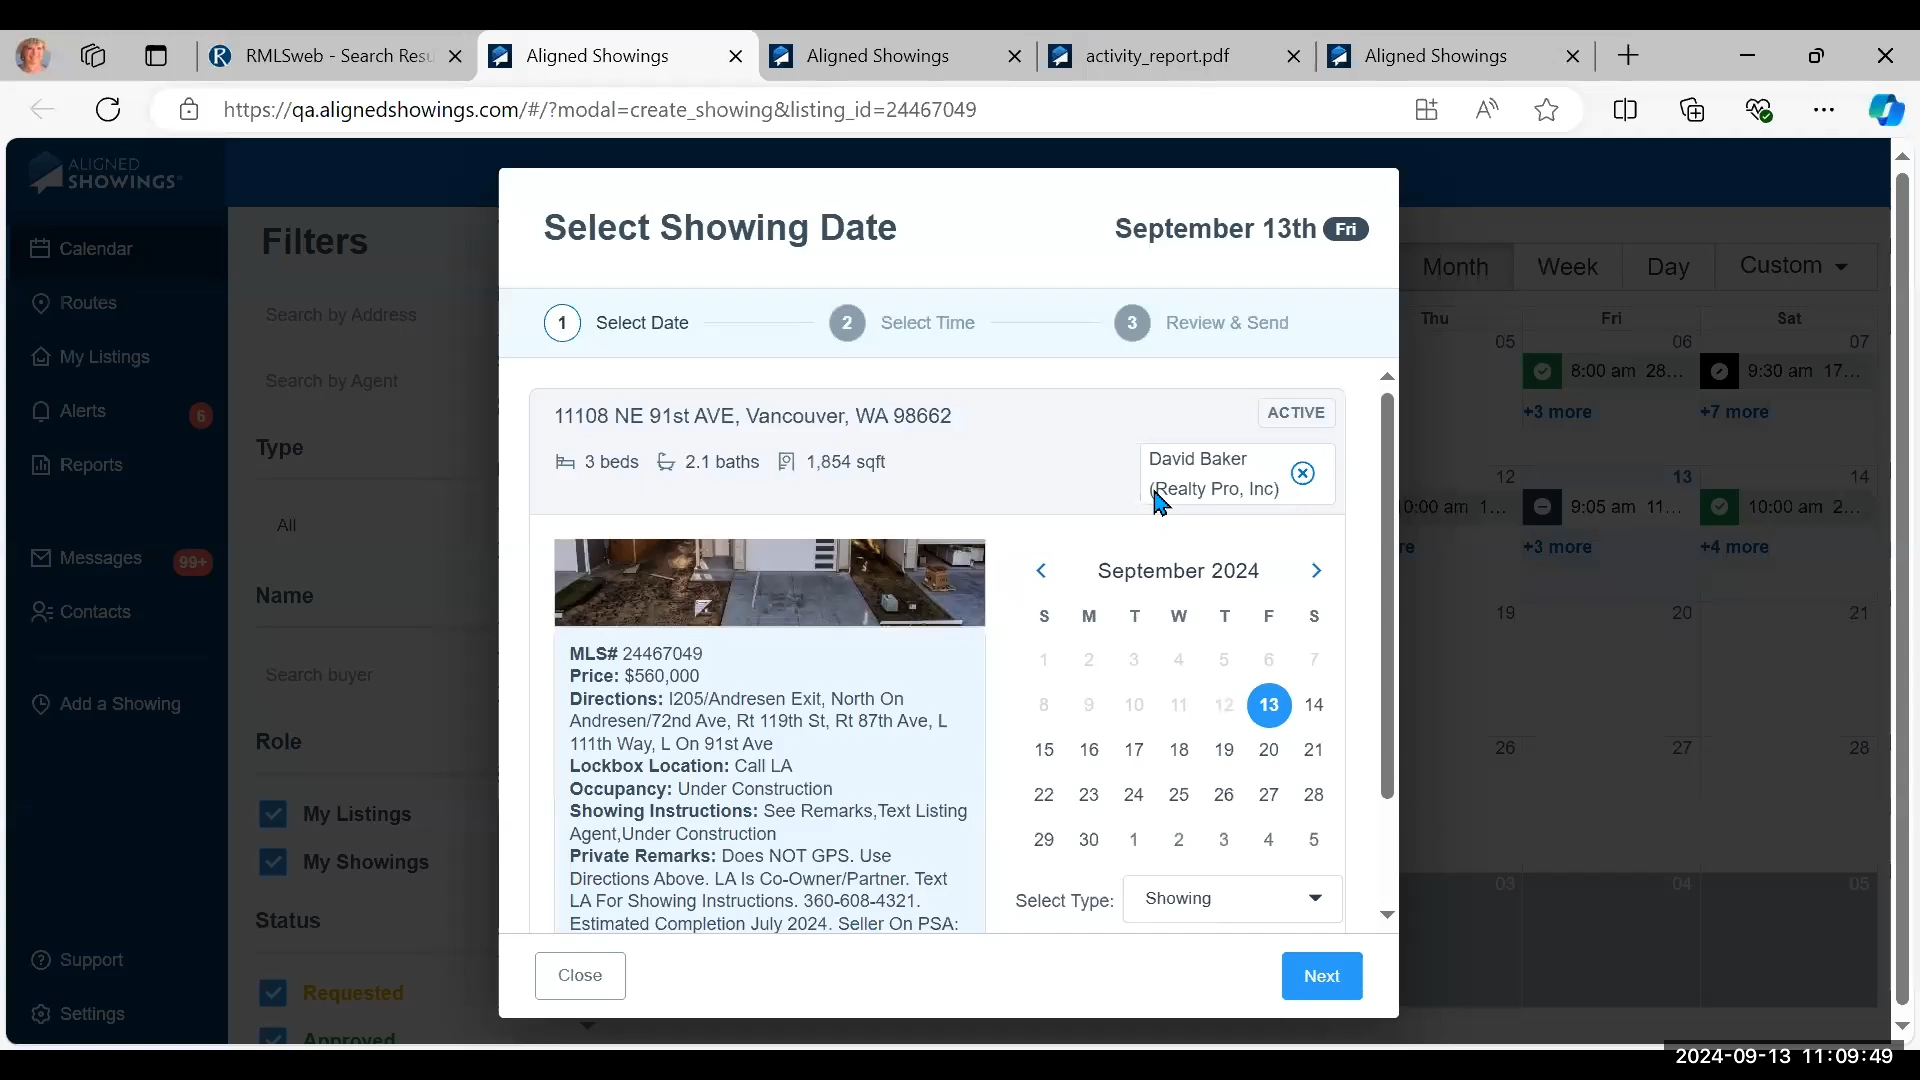 RMLSweb - Search Resu
Aligned Showings
Aligned Showings
activity_report.pdf
Aligned Showings
https://qa.alignedshowings.com/#/?modal=create_showing&listing_id=24467049
ALIGNED
SHOWINGS
Calendar
Routes
My Listings
Alerts
6
Reports
Messages
99+
Contacts
Add a Showing
Support
Settings
Filters
Search by Address
Search by Agent
Type
All
Name
Search buyer
Role
My Listings
My Showings
Status
Requested
Approved
Select Showing Date
September 13th Fri
1 Select Date
2 Select Time
3 Review & Send
11108 NE 91st AVE, Vancouver, WA 98662
ACTIVE
3 beds 2.1 baths 1,854 sqft
David Baker
(Realty Pro, Inc)
MLS# 24467049
Price: $560,000
Directions: I205/Andresen Exit, North On
Andresen/72nd Ave, Rt 119th St, Rt 87th Ave, L
111th Way, L On 91st Ave
Lockbox Location: Call LA
Occupancy: Under Construction
Showing Instructions: See Remarks,Text Listing
Agent,Under Construction
Private Remarks: Does NOT GPS. Use
Directions Above. LA Is Co-Owner/Partner. Text
LA For Showing Instructions. 360-608-4321.
Estimated Completion July 2024. Seller On PSA:
September 2024
S M T W T F S
1 2 3 4 5 6 7
8 9 10 11 12 13 14
15 16 17 18 19 20 21
22 23 24 25 26 27 28
29 30 1 2 3 4 5
Select Type: Showing
Close
Next
Month Week Day Custom
Thu Fri Sat
05 06 07
8:00 am 28...
9:30 am 17...
+3 more
+7 more
12 13 14
0:00 am 1...
9:05 am 11...
10:00 am 2...
re
+3 more
+4 more
19 20 21
26 27 28
03 04 05
2024-09-13 11:09:49